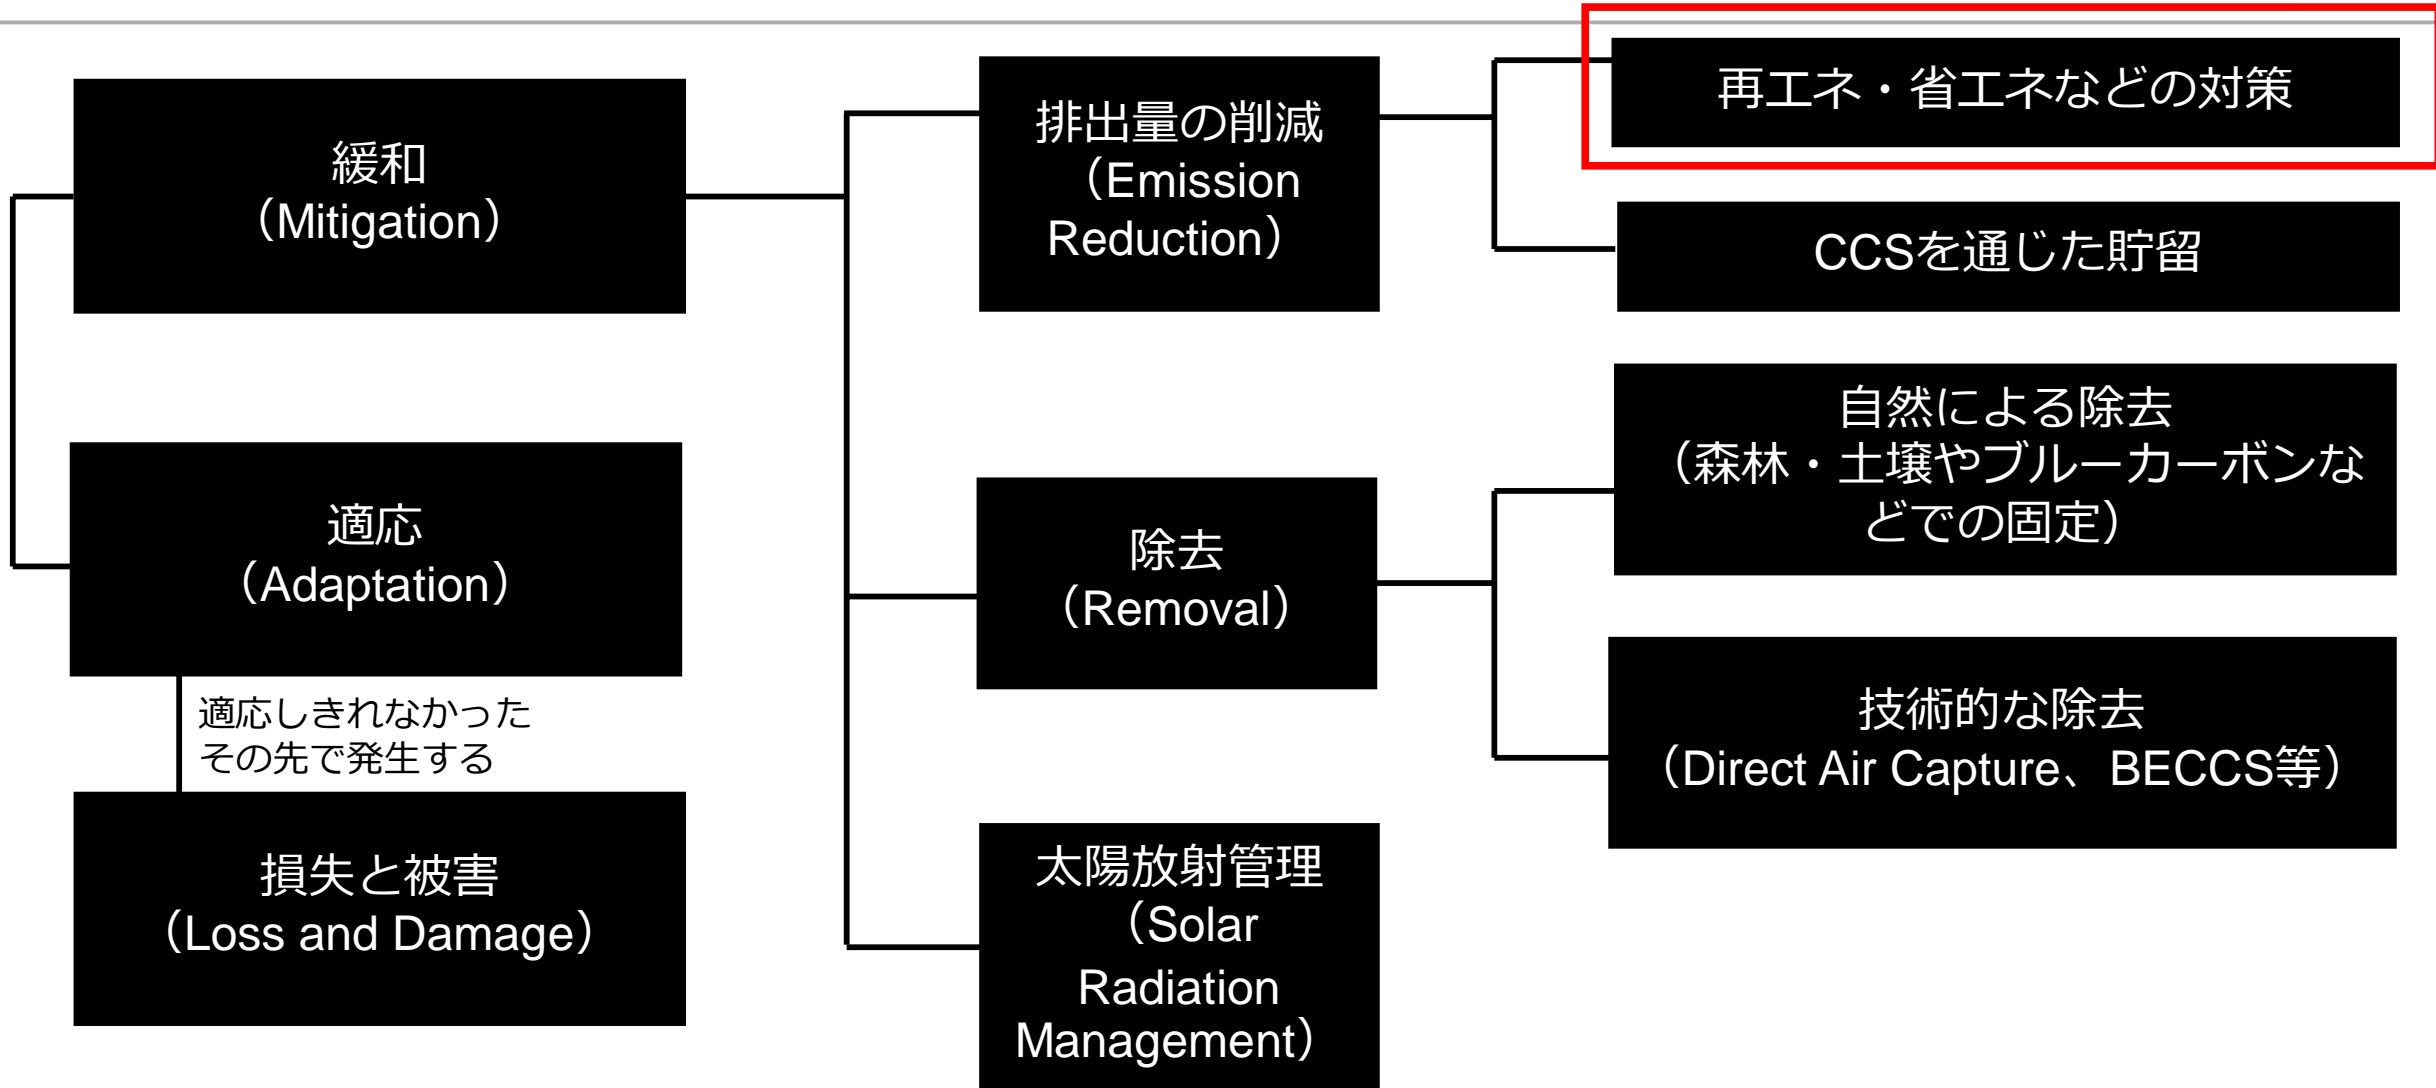 緩和
（Mitigation）
適応
（Adaptation）
適応しきれなかった
その先で発生する
損失と被害
（Loss and Damage）
排出量の削減
（Emission
Reduction）
除去
（Removal）
太陽放射管理
（Solar
Radiation
Management）
再エネ・省エネなどの対策
CCSを通じた貯留
自然による除去
（森林・土壌やブルーカーボンな
どでの固定）
技術的な除去
（Direct Air Capture、BECCS等）